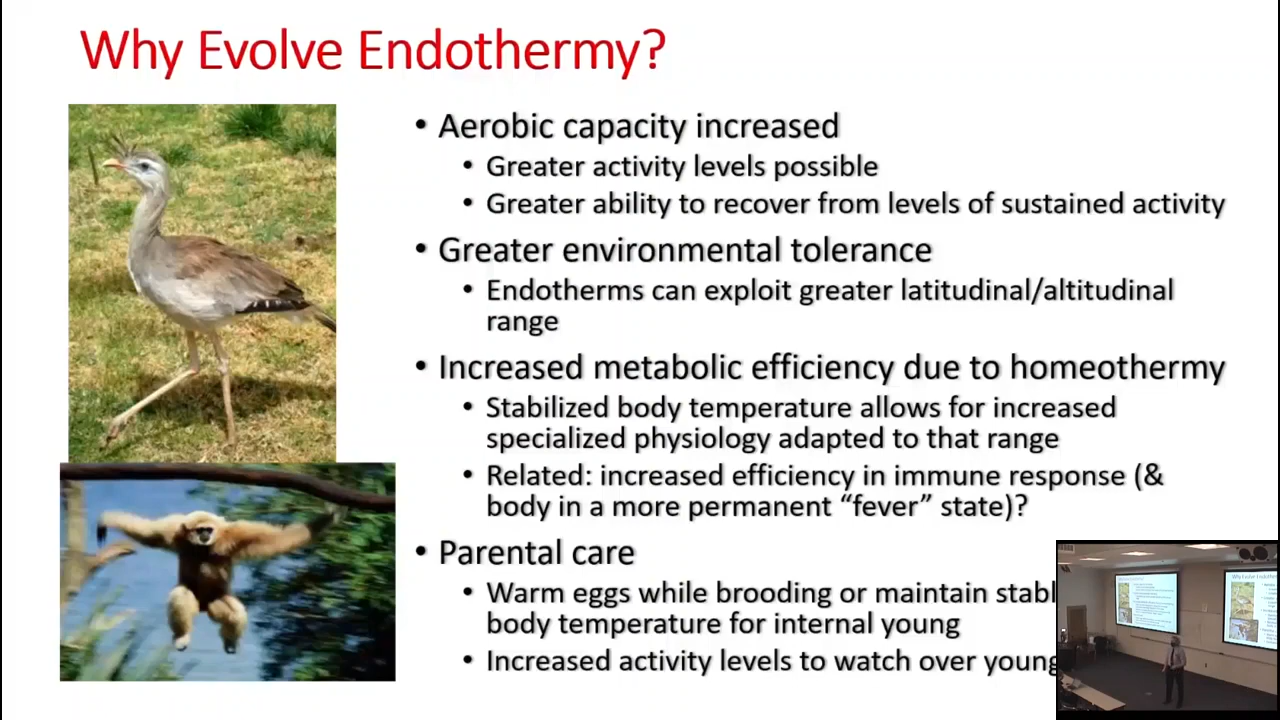 Why Evolve Endothermy?
• Aerobic capacity increased
• Greater activity levels possible
• Greater ability to recover from levels of sustained activity
• Greater environmental tolerance
• Endotherms can exploit greater latitudinal/altitudinal
range
• Increased metabolic efficiency due to homeothermy
• Stabilized body temperature allows for increased
specialized physiology adapted to that range
• Related: increased efficiency in immune response (&
body in a more permanent “fever” state)?
• Parental care
• Warm eggs while brooding or maintain stabl
body temperature for internal young
• Increased activity levels to watch over young
Why Evolve Endothe